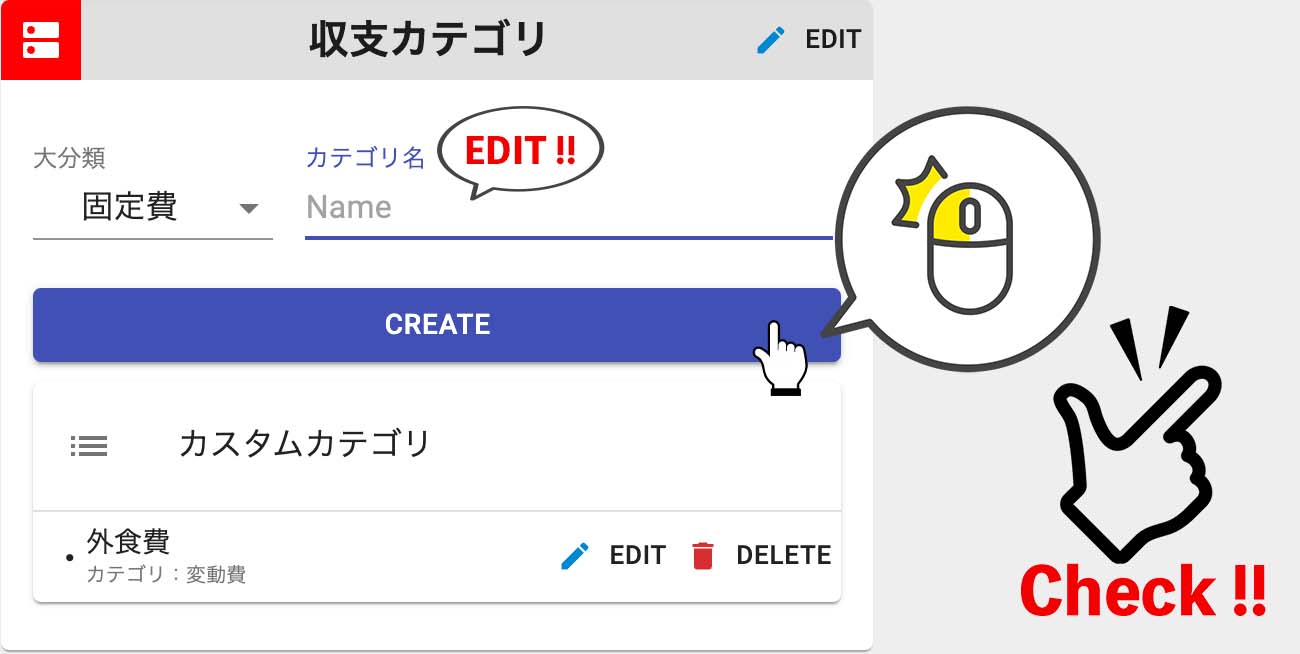 収支カテゴリ
EDIT
大分類
カテゴリ名
EDIT !!
固定費
Name
CREATE
カスタムカテゴリ
• 外食費
カテゴリ：変動費
EDIT
DELETE
Check !!